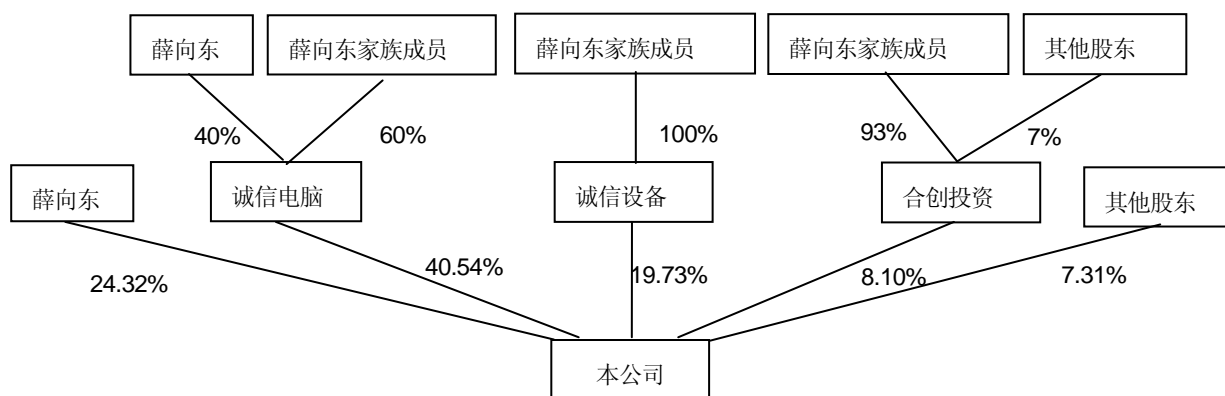 薛向东
薛向东家族成员
薛向东家族成员
薛向东家族成员
其他股东
40%
60%
100%
93%
7%
薛向东
诚信电脑
诚信设备
合创投资
其他股东
24.32%
40.54%
19.73%
8.10%
7.31%
本公司